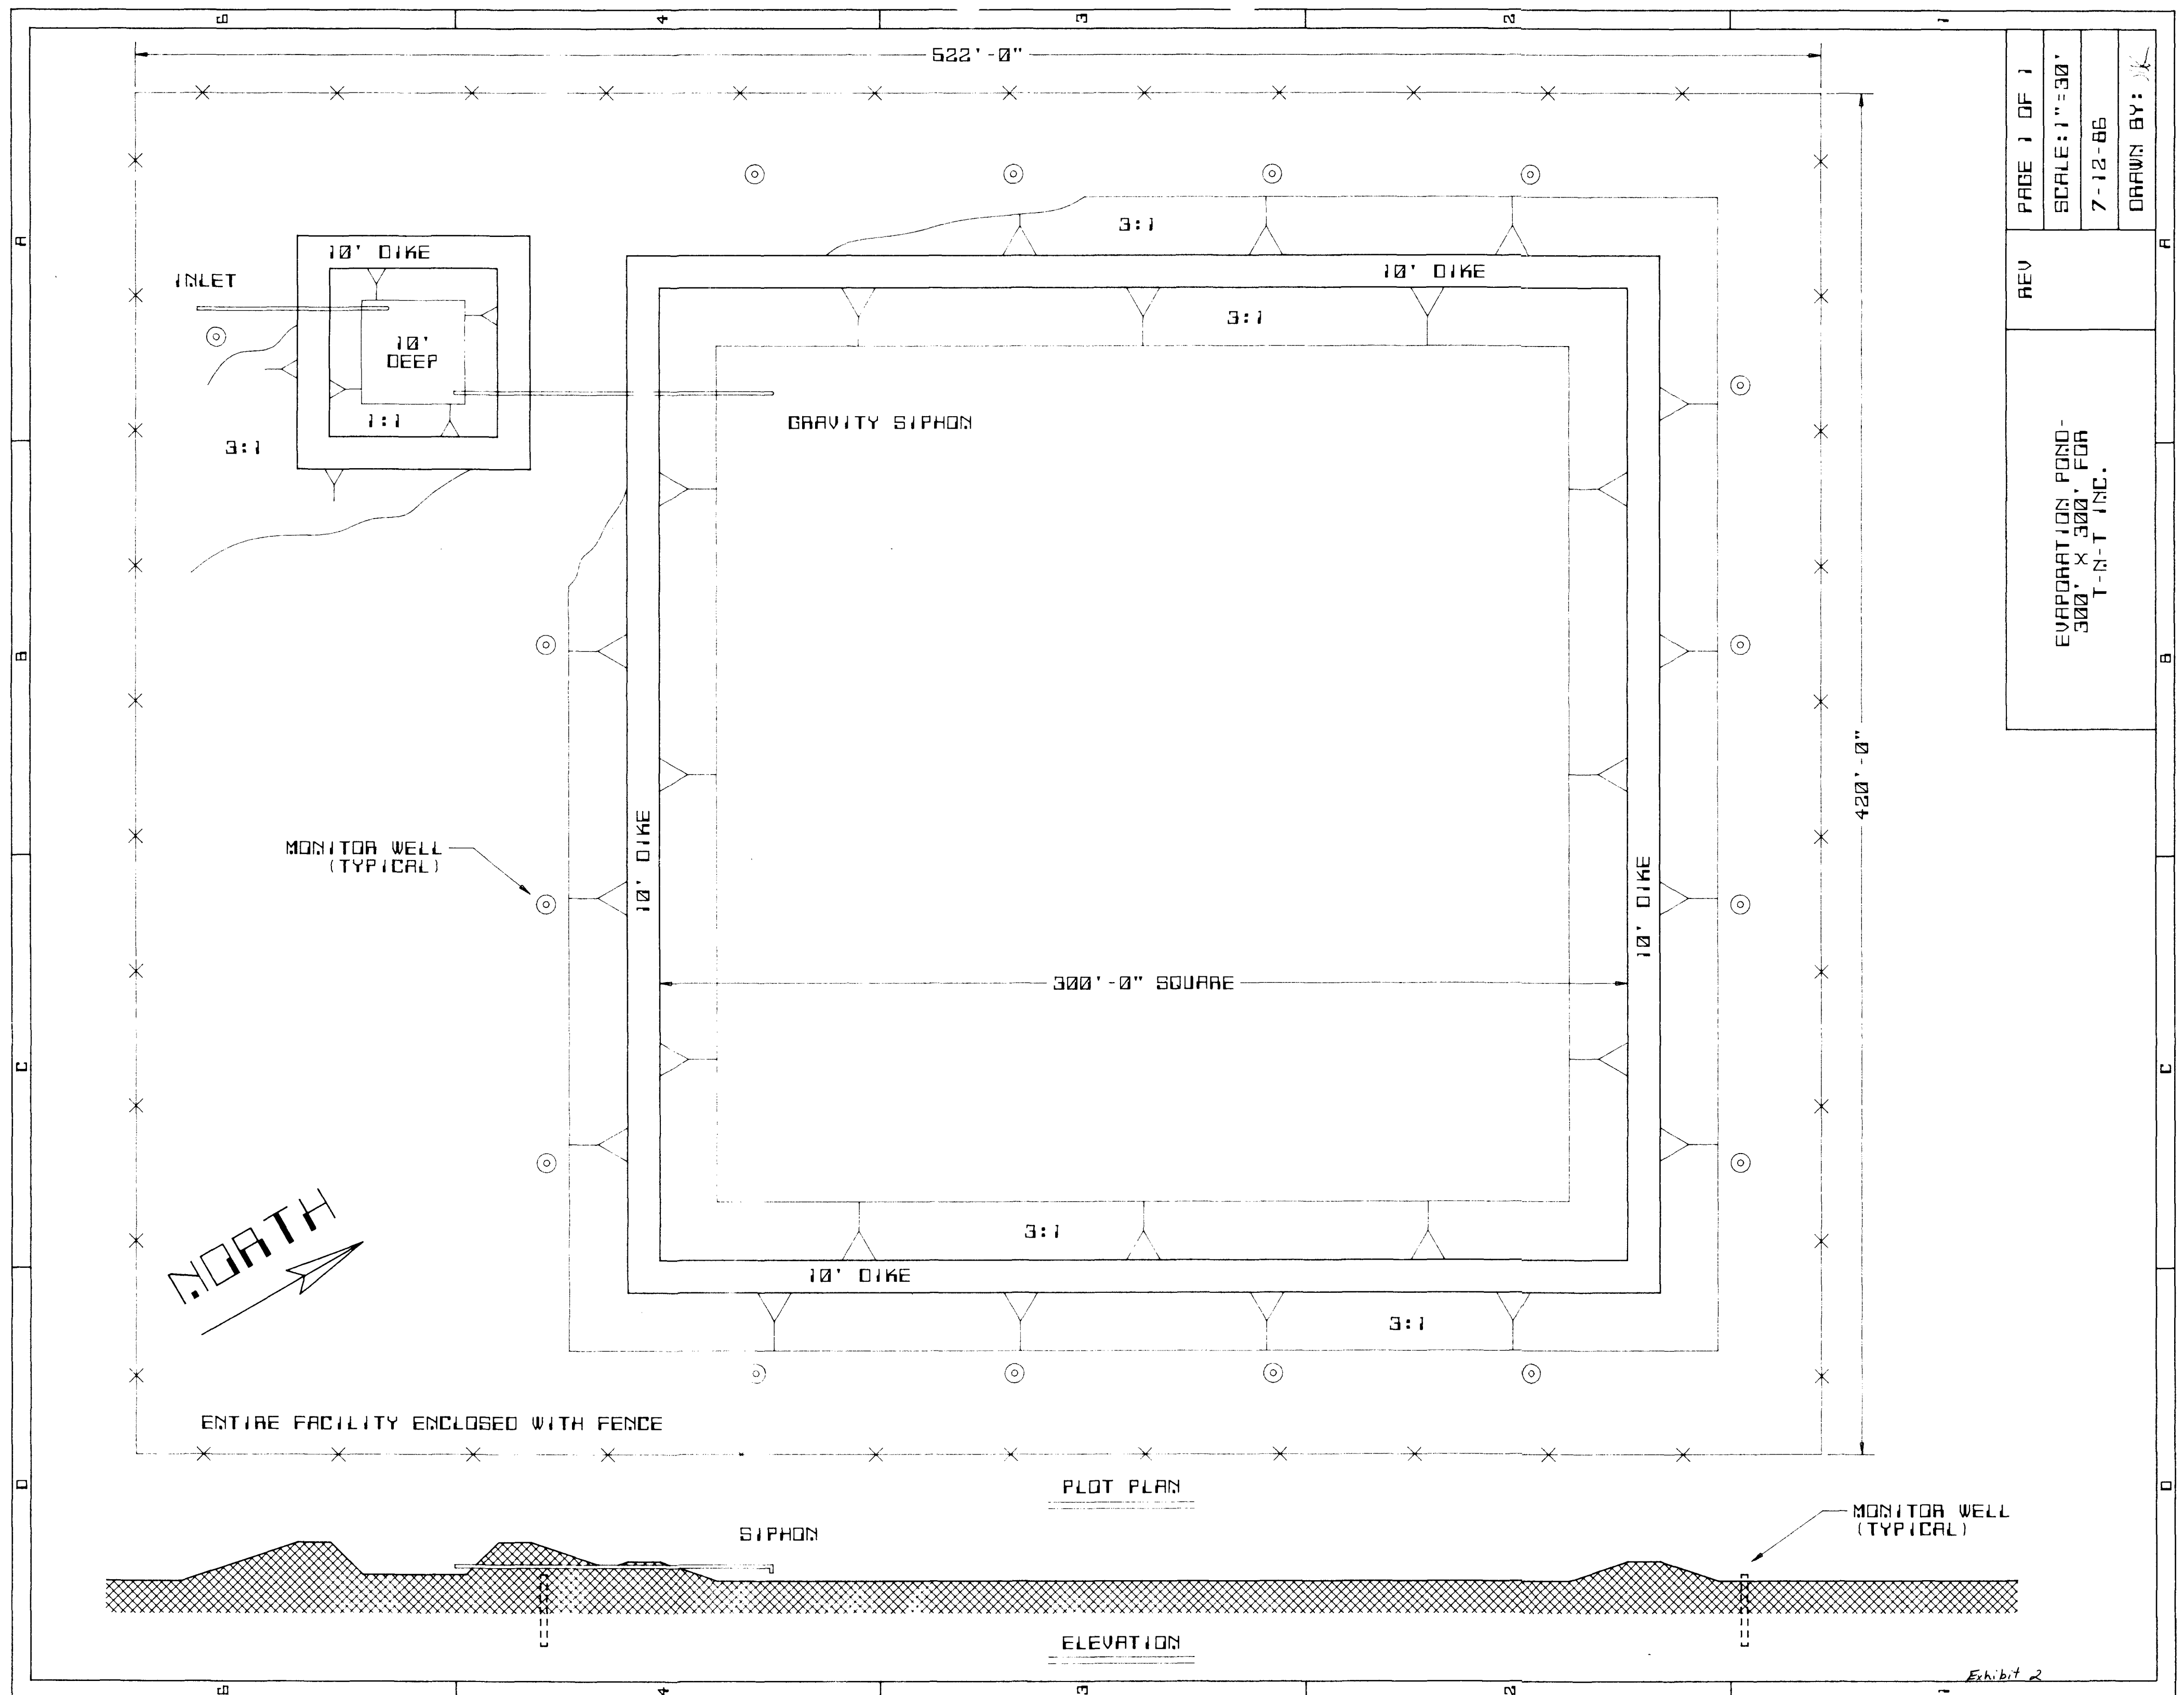 5
4
3
2
1
522'-0"
PAGE 1 OF 1
SCALE: 1"=30'
7-12-86
DRAWN BY:
REV
EVAPORATION POND-
300' X 300' FOR
T-N-T INC.
A
A
10' DIKE
INLET
10'
DEEP
1:1
3:1
3:1
10' DIKE
3:1
GRAVITY SIPHON
B
B
420'-0"
MONITOR WELL
(TYPICAL)
10' DIKE
10' DIKE
300'-0" SQUARE
C
C
NORTH
3:1
10' DIKE
3:1
ENTIRE FACILITY ENCLOSED WITH FENCE
D
D
PLOT PLAN
SIPHON
MONITOR WELL
(TYPICAL)
ELEVATION
Exhibit 2
5
4
3
2
1